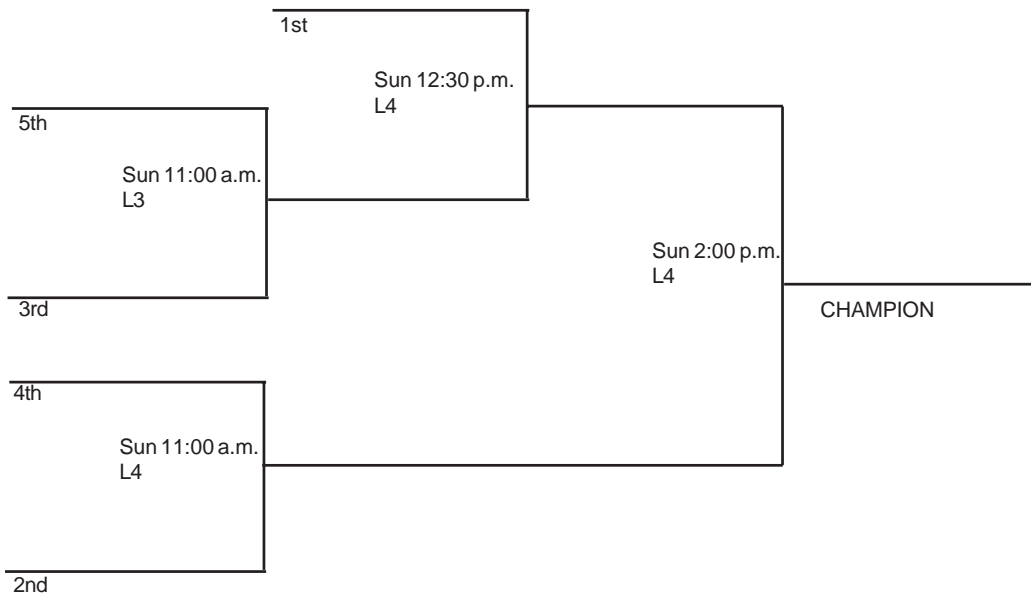 1st
Sun 12:30 p.m.
L4
5th
Sun 11:00 a.m.
L3
Sun 2:00 p.m.
L4
3rd
CHAMPION
4th
Sun 11:00 a.m.
L4
2nd